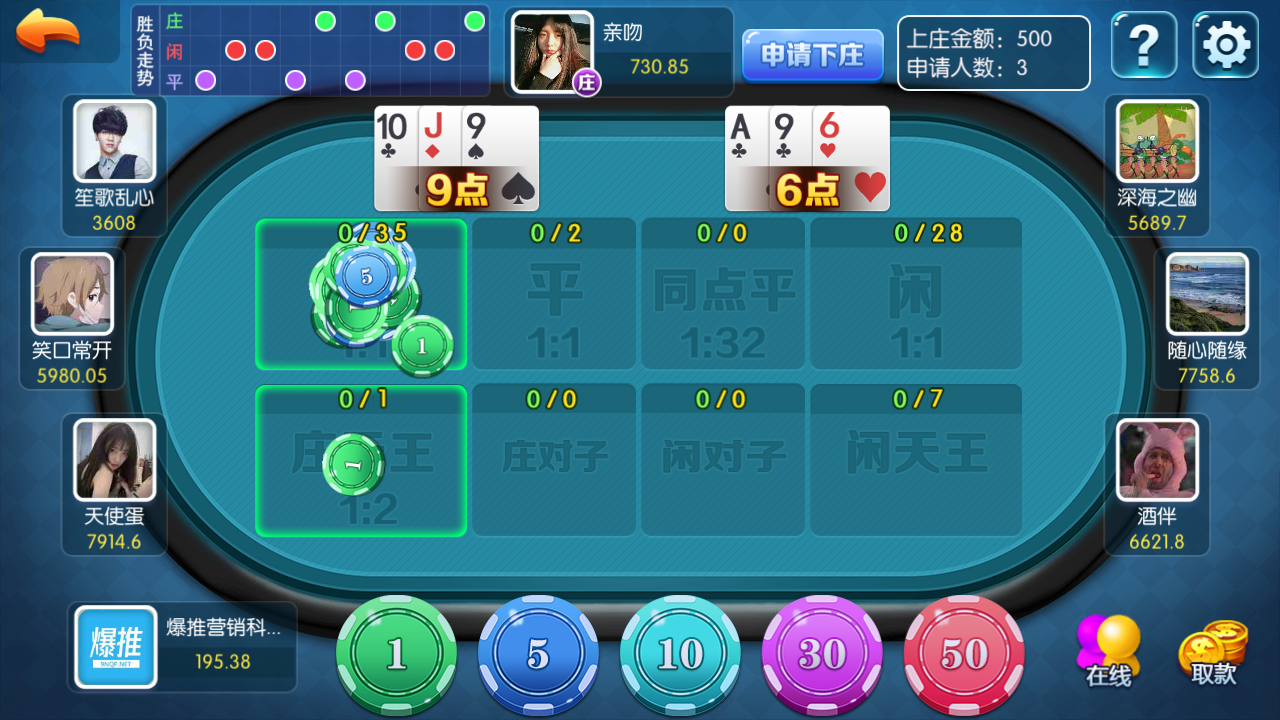 胜负走势
庄
闲
平
亲吻
730.85
庄
申请下庄
上庄金额：500
申请人数：3
?
笙歌乱心
3608
10 J 9
9点
A 9 6
6点
深海之幽
5689.7
0/35
0/2
0/0
0/28
5
1
平
1:1
同点平
1:32
闲
1:1
笑口常开
5980.05
随心随缘
7758.6
0/1
0/0
0/0
0/7
1
1:2
庄对子
闲对子
闲天王
天使蛋
7914.6
酒伴
6621.8
爆推
9NQP.NET
爆推营销科...
195.38
1
5
10
30
50
在线
取款